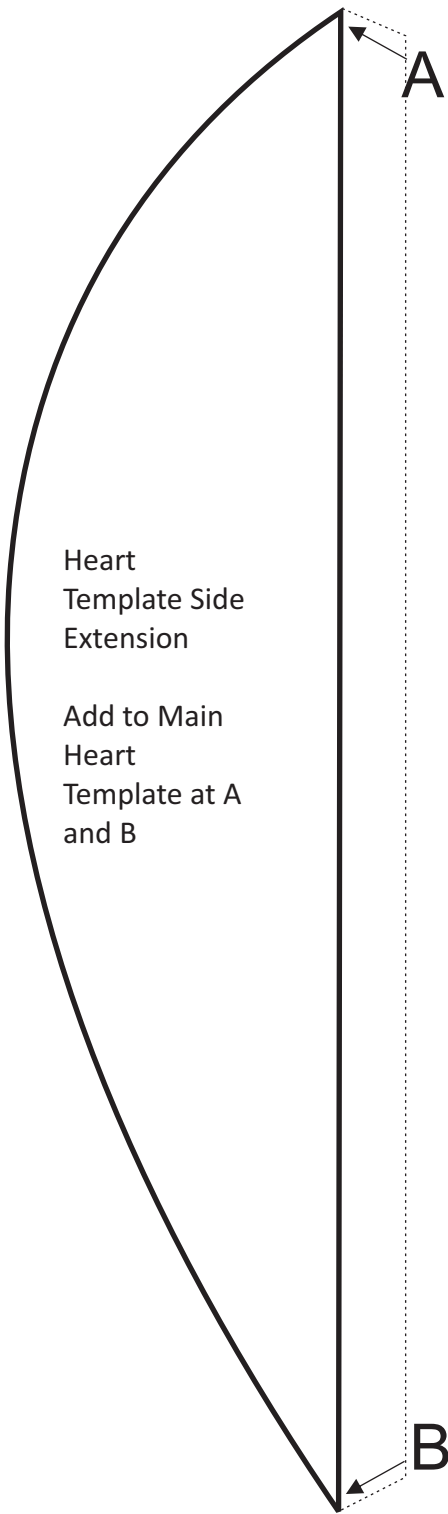 A
Heart
Template Side
Extension
Add to Main
Heart
Template at A
and B
B